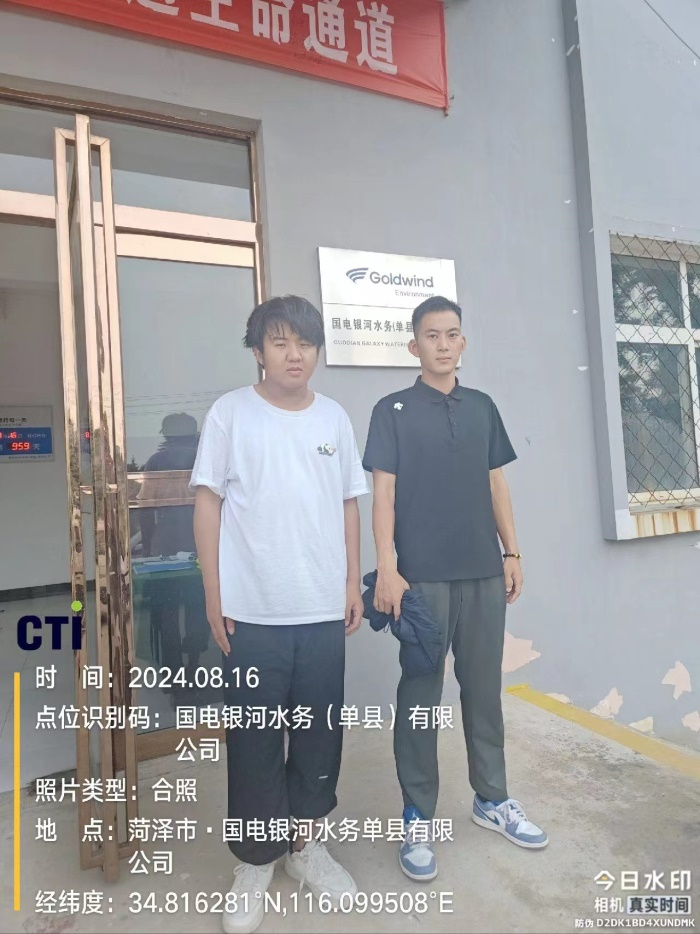 生命通道
Goldwind
Environment
国电银河水务(单县
GUODIAN GALAXY WATER
959 天
CTI
时 间：2024.08.16
点位识别码：国电银河水务（单县）有限
公司
照片类型：合照
地 点：菏泽市·国电银河水务单县有限
公司
经纬度：34.816281°N,116.099508°E
今日水印
相机 真实时间
防伪 D2DK1BD4XUNDMK